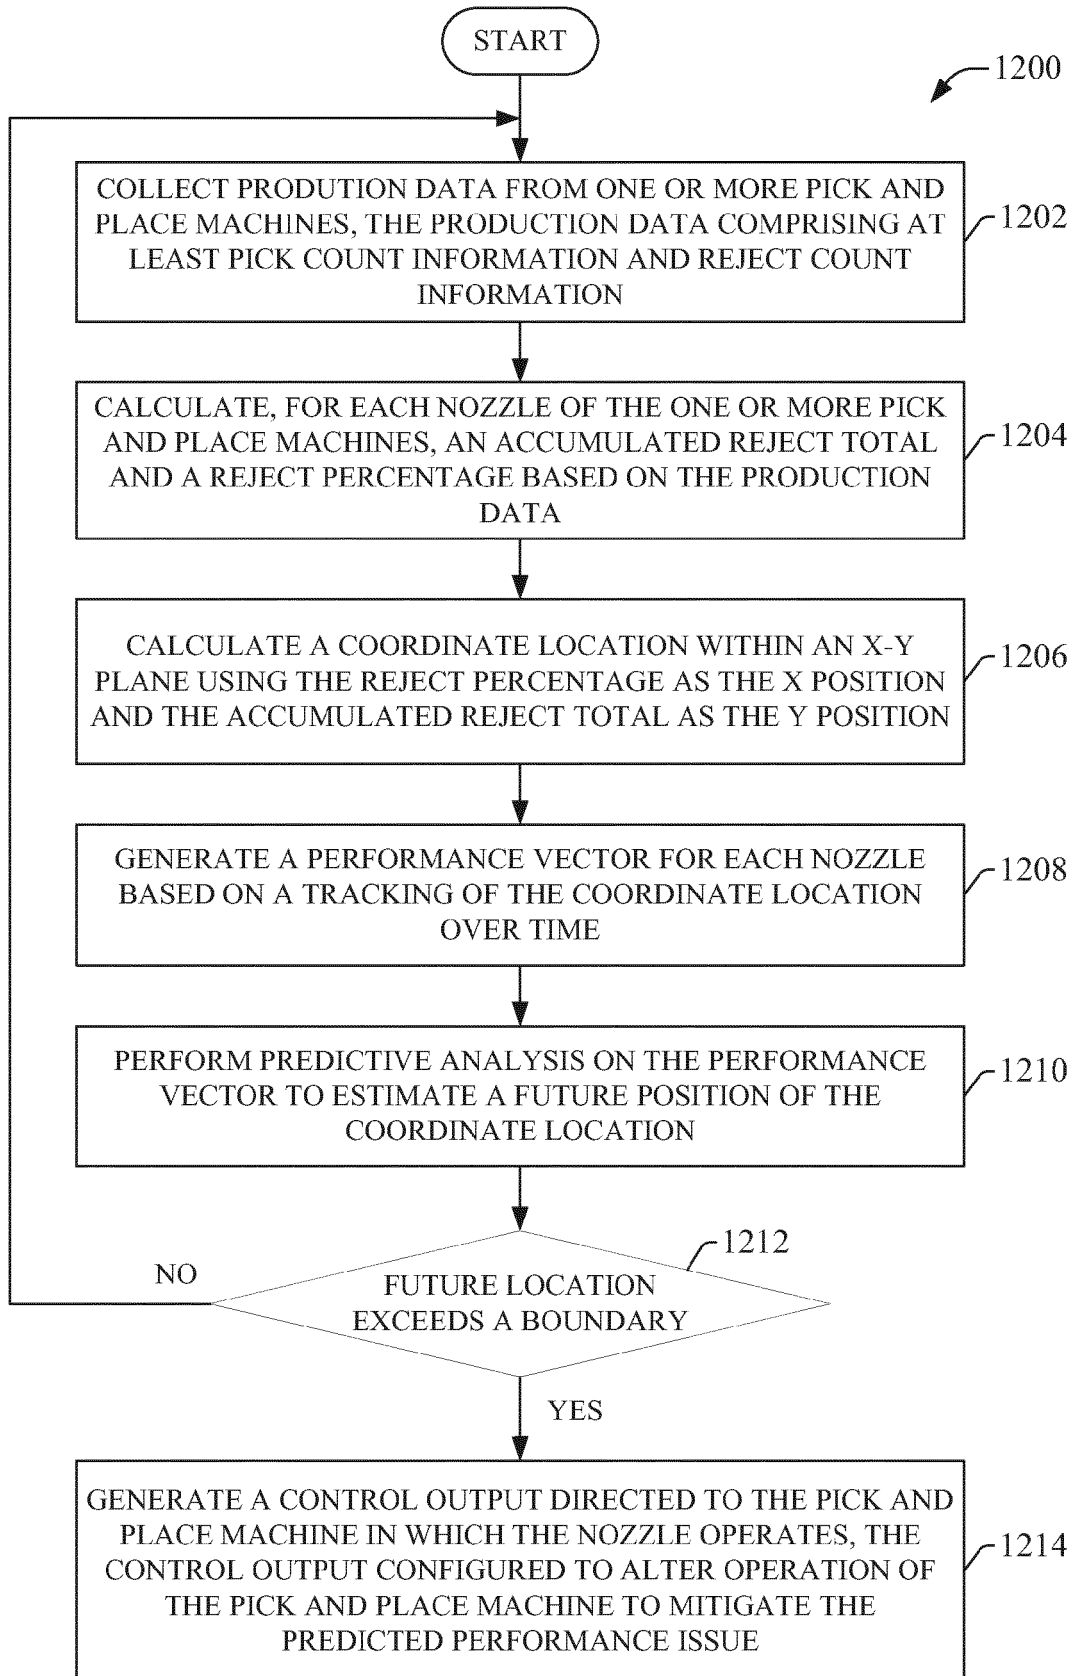 START
1200
COLLECT PRODUTION DATA FROM ONE OR MORE PICK AND
PLACE MACHINES, THE PRODUCTION DATA COMPRISING AT
LEAST PICK COUNT INFORMATION AND REJECT COUNT
INFORMATION
1202
CALCULATE, FOR EACH NOZZLE OF THE ONE OR MORE PICK
AND PLACE MACHINES, AN ACCUMULATED REJECT TOTAL
AND A REJECT PERCENTAGE BASED ON THE PRODUCTION
DATA
1204
CALCULATE A COORDINATE LOCATION WITHIN AN X-Y
PLANE USING THE REJECT PERCENTAGE AS THE X POSITION
AND THE ACCUMULATED REJECT TOTAL AS THE Y POSITION
1206
GENERATE A PERFORMANCE VECTOR FOR EACH NOZZLE
BASED ON A TRACKING OF THE COORDINATE LOCATION
OVER TIME
1208
PERFORM PREDICTIVE ANALYSIS ON THE PERFORMANCE
VECTOR TO ESTIMATE A FUTURE POSITION OF THE
COORDINATE LOCATION
1210
1212
NO
FUTURE LOCATION
EXCEEDS A BOUNDARY
YES
GENERATE A CONTROL OUTPUT DIRECTED TO THE PICK AND
PLACE MACHINE IN WHICH THE NOZZLE OPERATES, THE
CONTROL OUTPUT CONFIGURED TO ALTER OPERATION OF
THE PICK AND PLACE MACHINE TO MITIGATE THE
PREDICTED PERFORMANCE ISSUE
1214